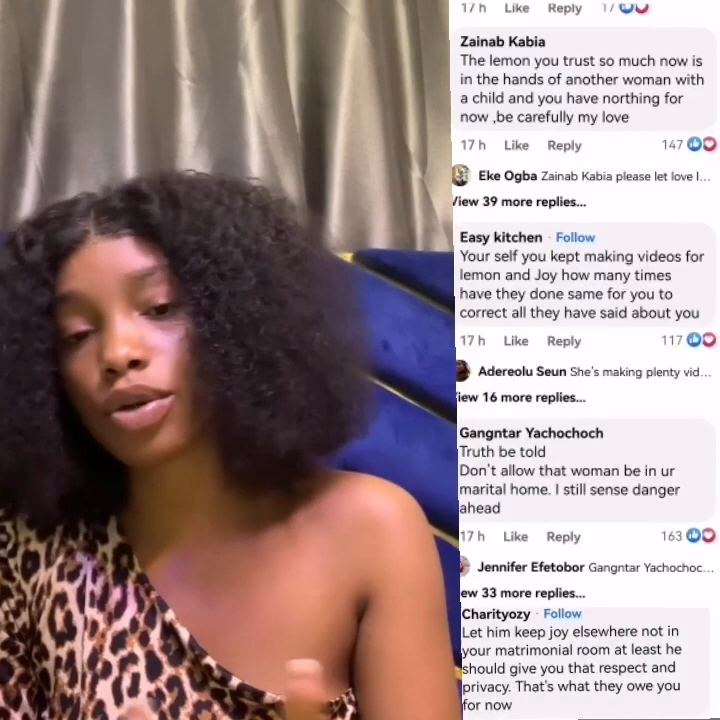 17 h Like Reply 17
Zainab Kabia
The lemon you trust so much now is
in the hands of another woman with
a child and you have northing for
now ,be carefully my love
17 h Like Reply 147
Eke Ogba Zainab Kabia please let love l...
View 39 more replies...
Easy kitchen · Follow
Your self you kept making videos for
lemon and Joy how many times
have they done same for you to
correct all they have said about you
17 h Like Reply 117
Adereolu Seun She's making plenty vid...
iew 16 more replies...
Gangntar Yachochoch
Truth be told
Don't allow that woman be in ur
marital home. I still sense danger
ahead
17 h Like Reply 163
Jennifer Efetobor Gangntar Yachochoc...
ew 33 more replies...
Charityozy · Follow
Let him keep joy elsewhere not in
your matrimonial room at least he
should give you that respect and
privacy. That's what they owe you
for now